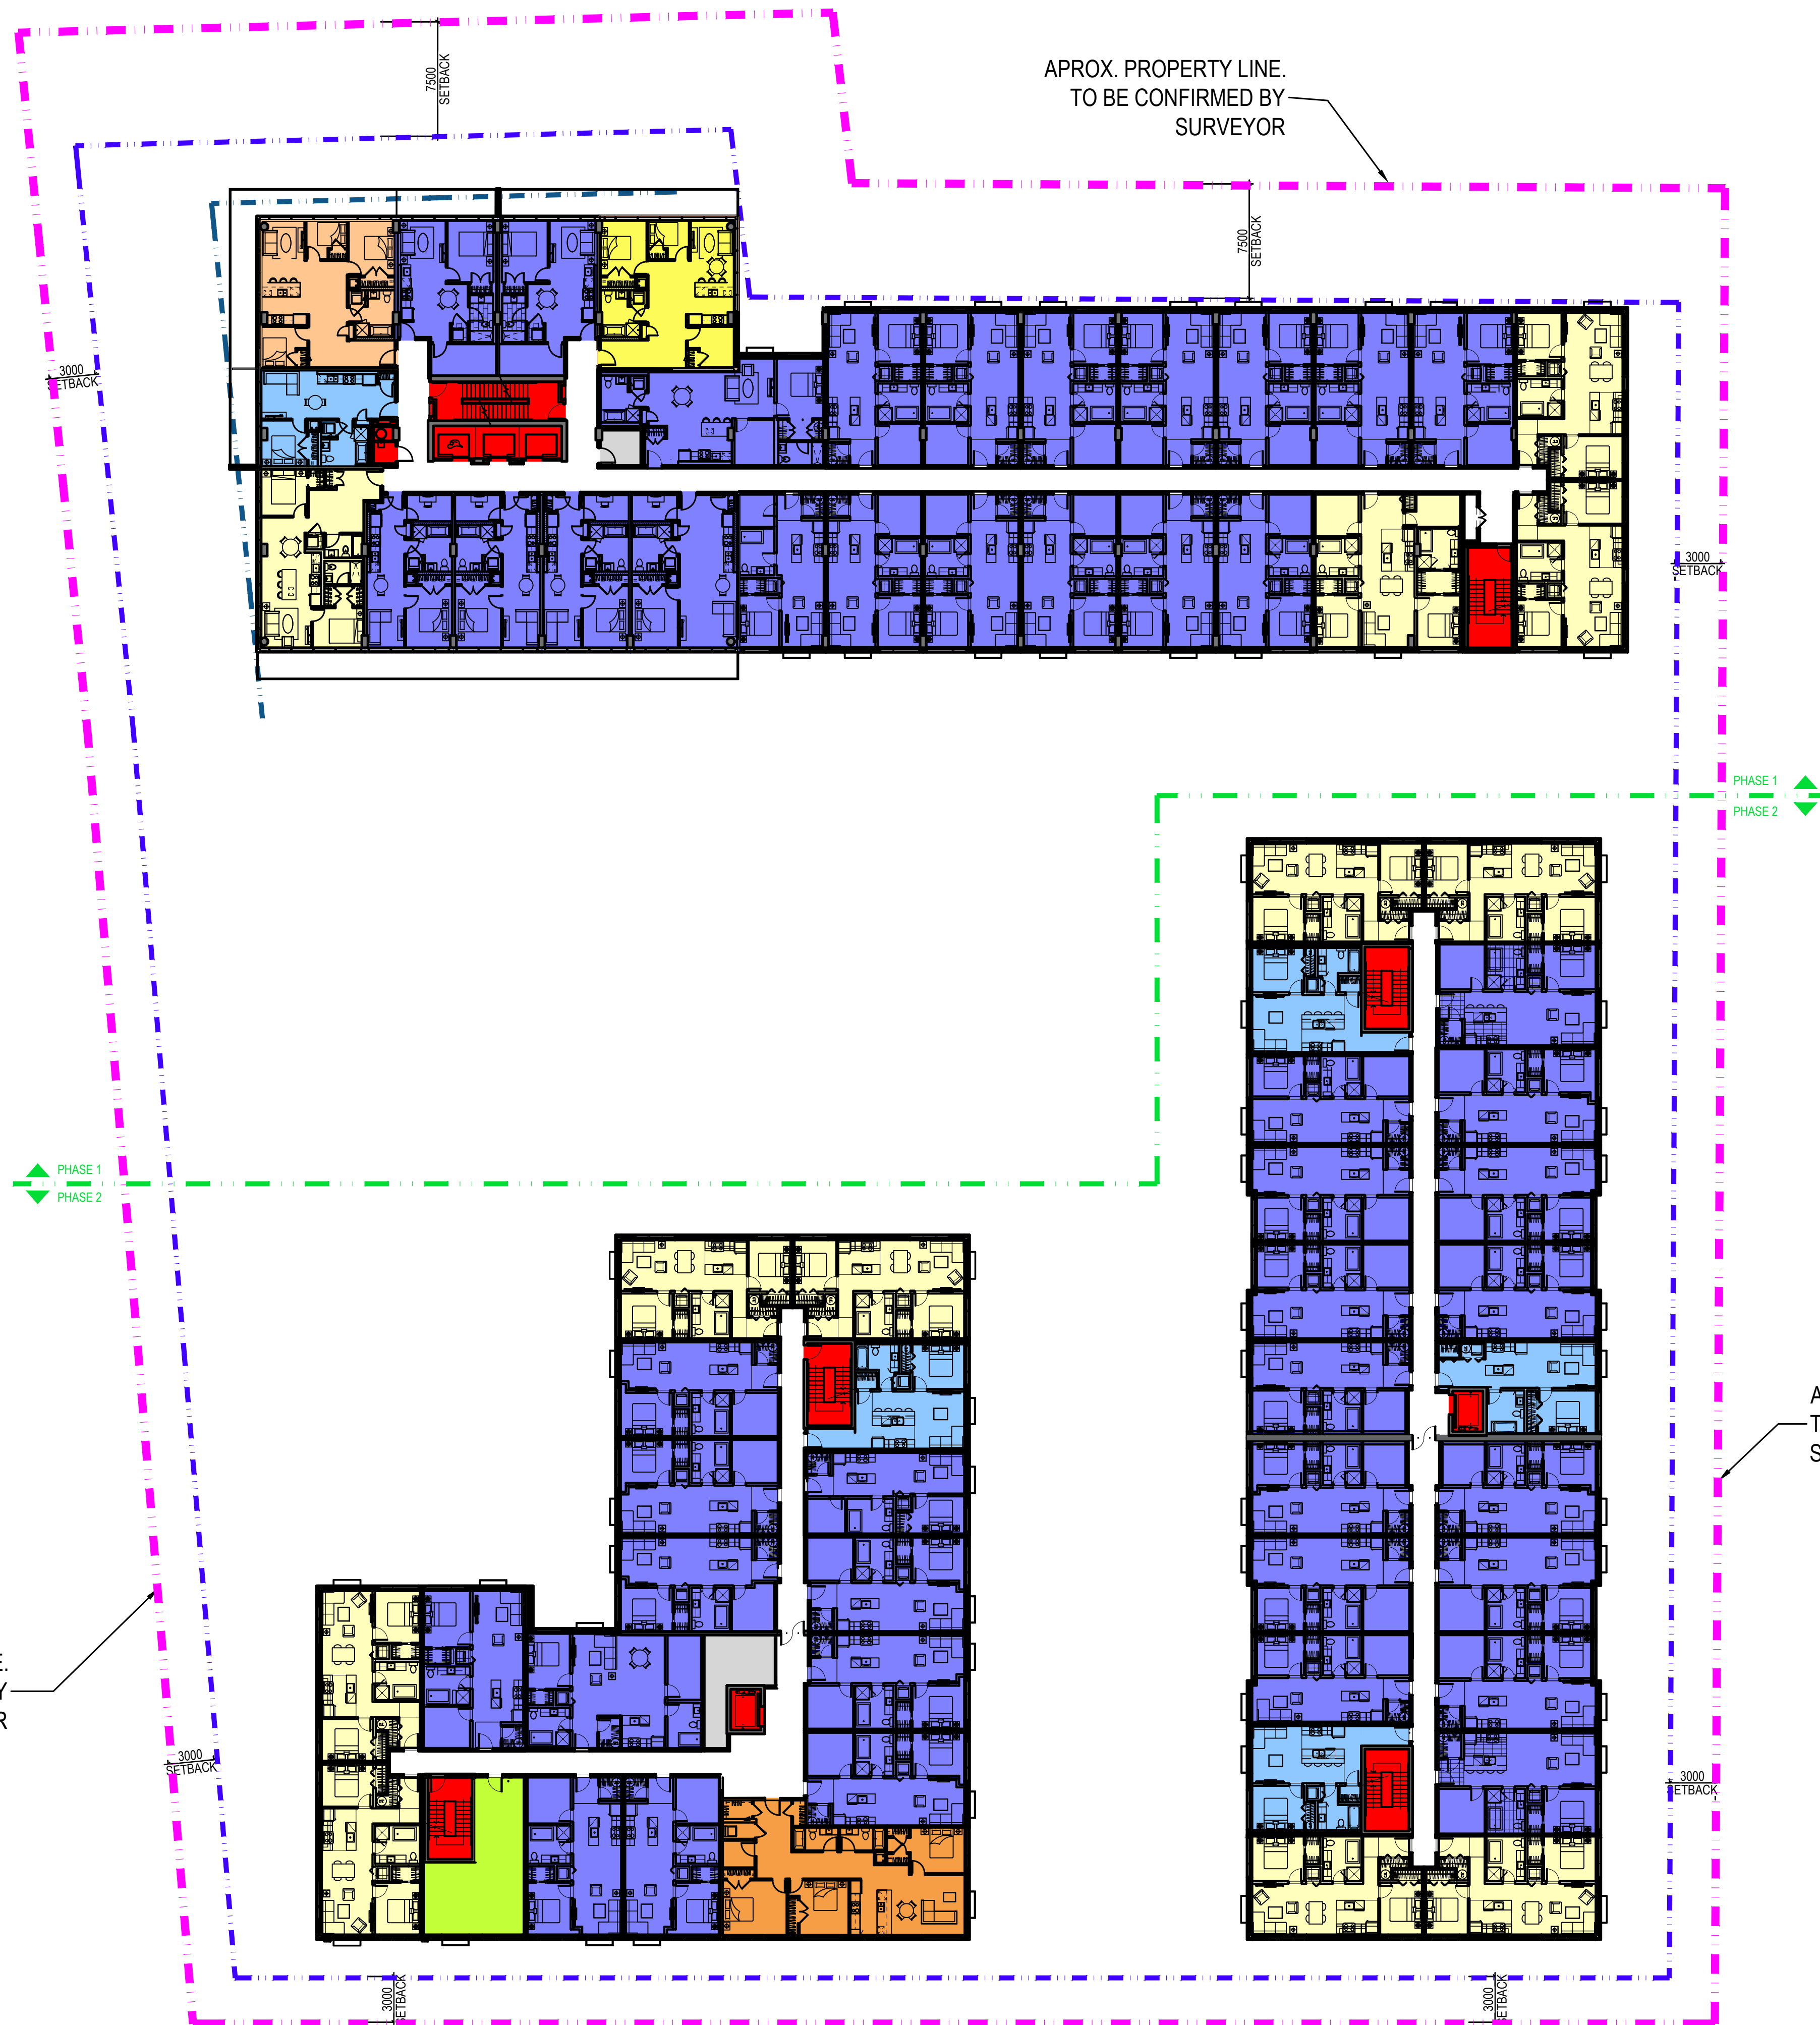 7500
SETBACK
APROX. PROPERTY LINE.
TO BE CONFIRMED BY
SURVEYOR
7500
SETBACK
3000
SETBACK
3000
SETBACK
PHASE 1
PHASE 2
PHASE 1
PHASE 2
A
T
S
E.
Y
R
3000
SETBACK
3000
SETBACK
3000
SETBACK
3000
SETBACK